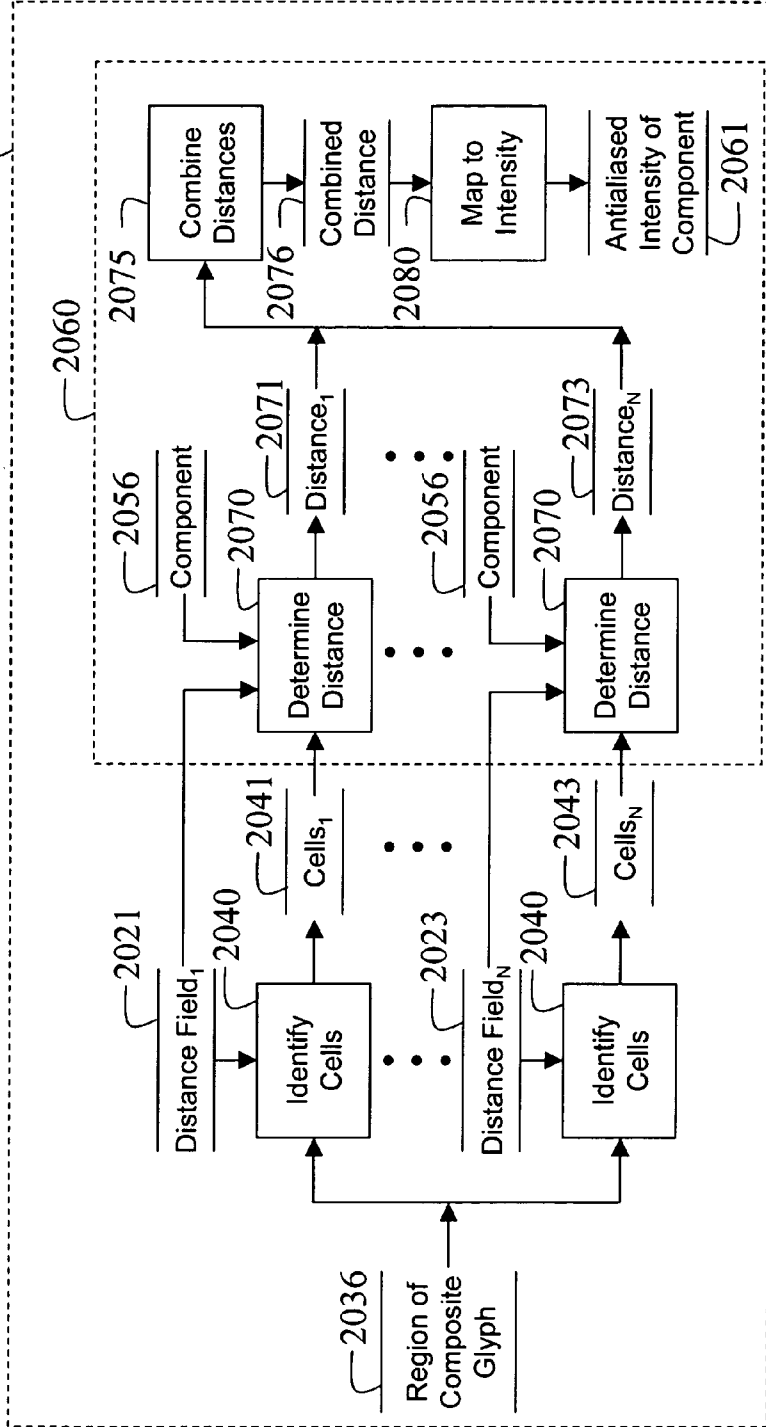 2036
Region of
Composite
Glyph
2021
Distance Field1
2040
Identify
Cells
2041
Cells1
2023
Distance FieldN
2040
Identify
Cells
2043
CellsN
2060
2056
Component
2070
Determine
Distance
2071
Distance1
2056
Component
2070
Determine
Distance
2073
DistanceN
2075
Combine
Distances
2076
Combined
Distance
2080
Map to
Intensity
Antialiased
Intensity of
Component
2061